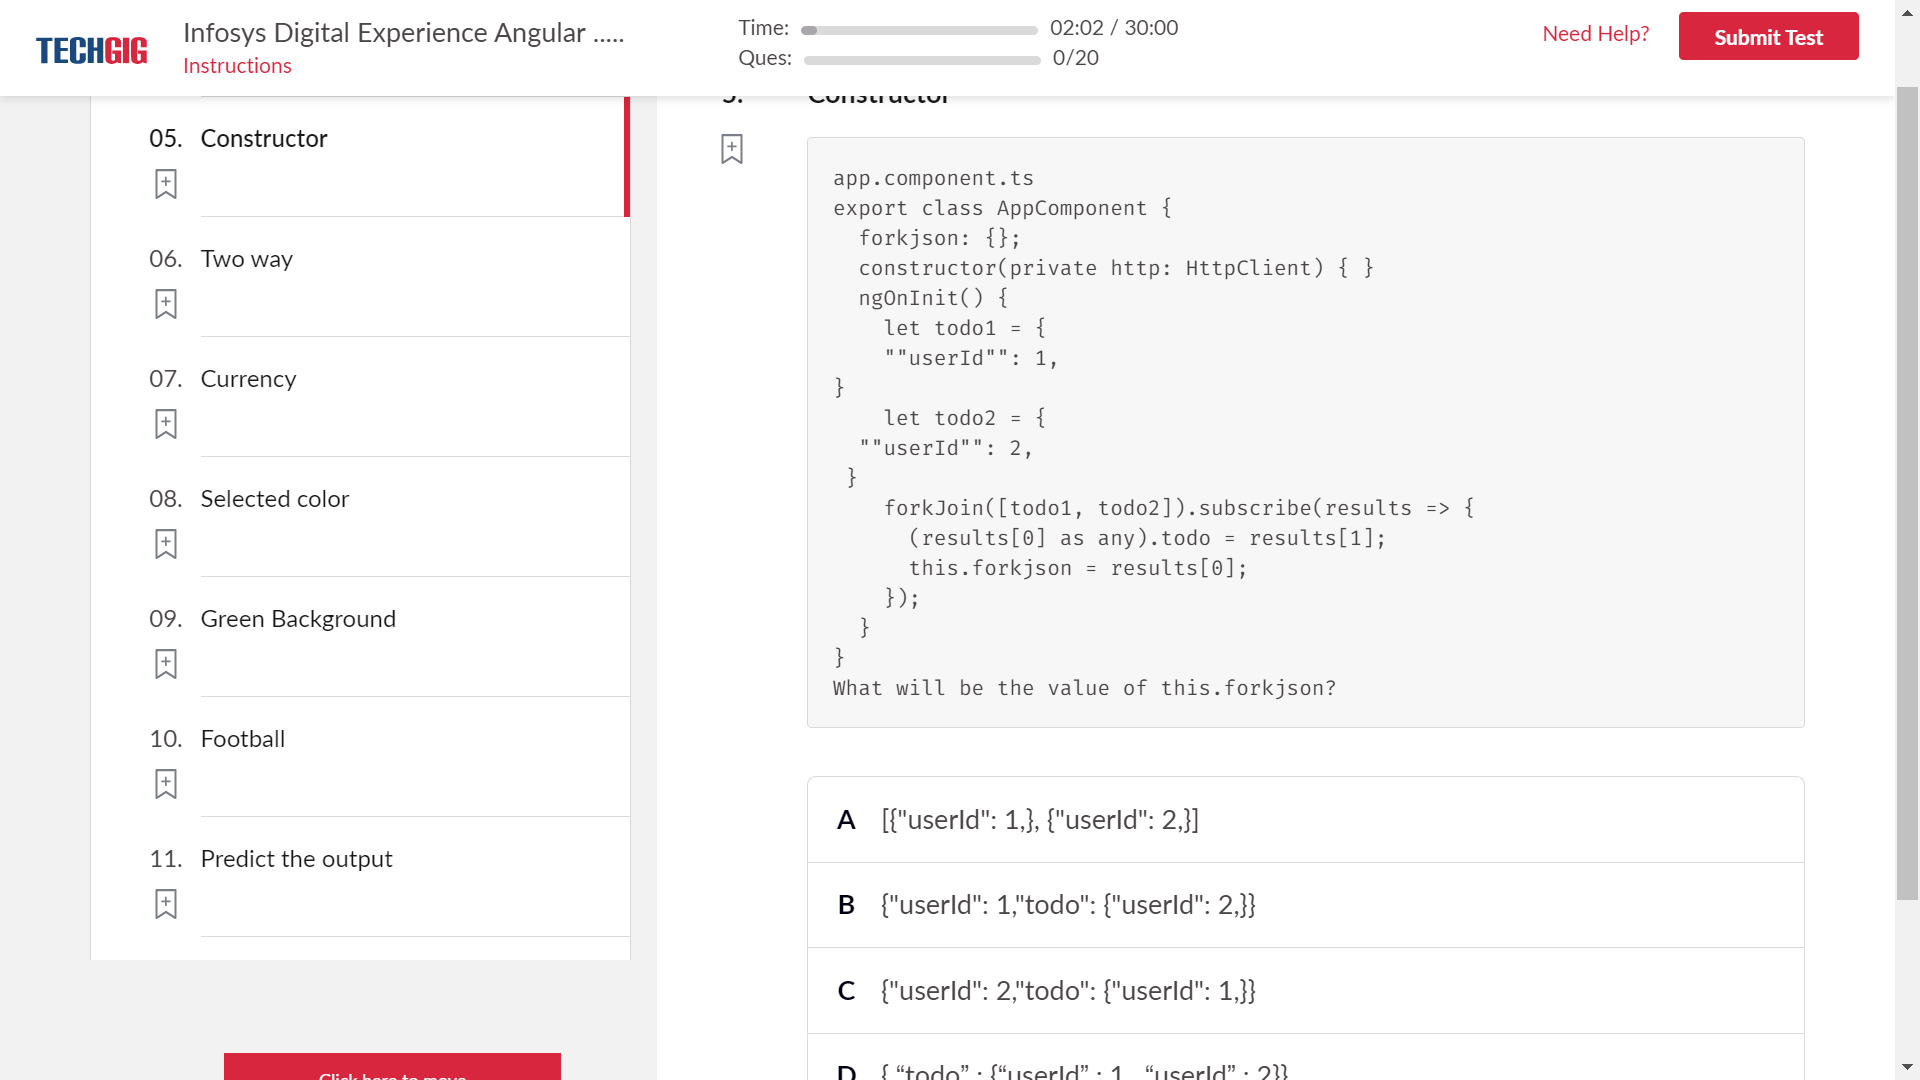 TECHGIG
Infosys Digital Experience Angular .....
Instructions
Time: 02:02 / 30:00
Ques: 0/20
Need Help?
Submit Test
05. Constructor
06. Two way
07. Currency
08. Selected color
09. Green Background
10. Football
11. Predict the output
Click here to move
5. Constructor
app.component.ts
export class AppComponent {
  forkjson: {};
  constructor(private http: HttpClient) { }
  ngOnInit() {
    let todo1 = {
    ""userId"": 1,
}
    let todo2 = {
  ""userId"": 2,
 }
    forkJoin([todo1, todo2]).subscribe(results => {
      (results[0] as any).todo = results[1];
      this.forkjson = results[0];
    });
  }
}
What will be the value of this.forkjson?
A [{"userId": 1,}, {"userId": 2,}]
B {"userId": 1,"todo": {"userId": 2,}}
C {"userId": 2,"todo": {"userId": 1,}}
D { “todo” : {“userId” : 1 , “userId” : 2}}